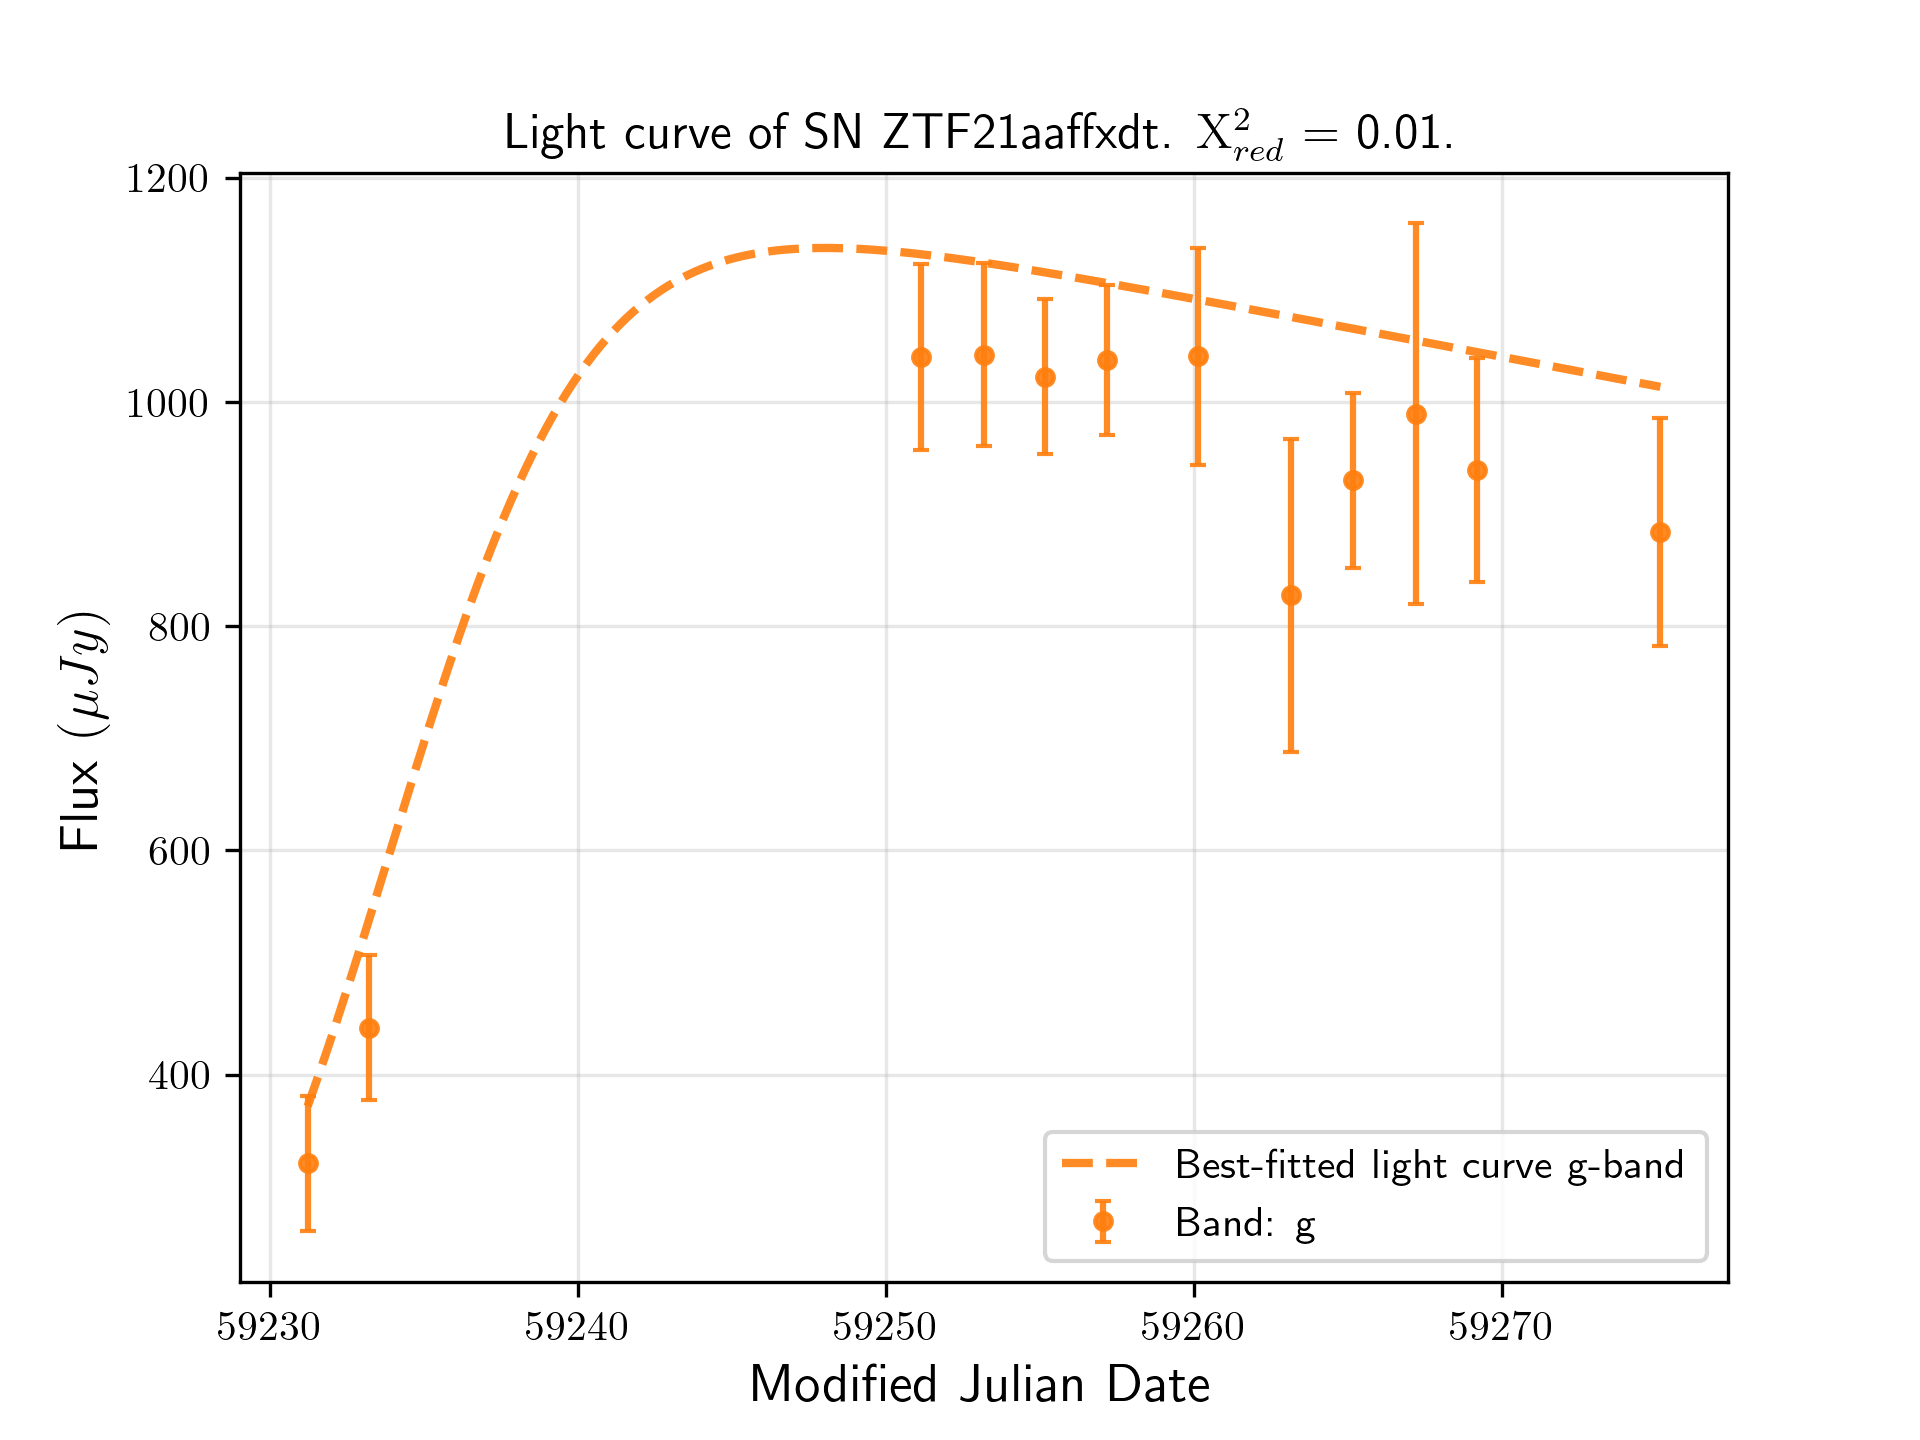 Light curve of SN ZTF21aaffxdt. X²_red = 0.01.
1200
1000
800
600
400
Flux (μJy)
59230 59240 59250 59260 59270
Modified Julian Date
Best-fitted light curve g-band
Band: g